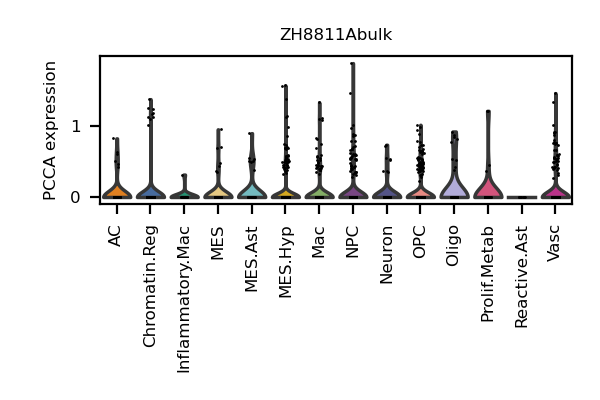 ZH8811Abulk
PCCA expression
1
0
AC
Chromatin.Reg
Inflammatory.Mac
MES
MES.Ast
MES.Hyp
Mac
NPC
Neuron
OPC
Oligo
Prolif.Metab
Reactive.Ast
Vasc